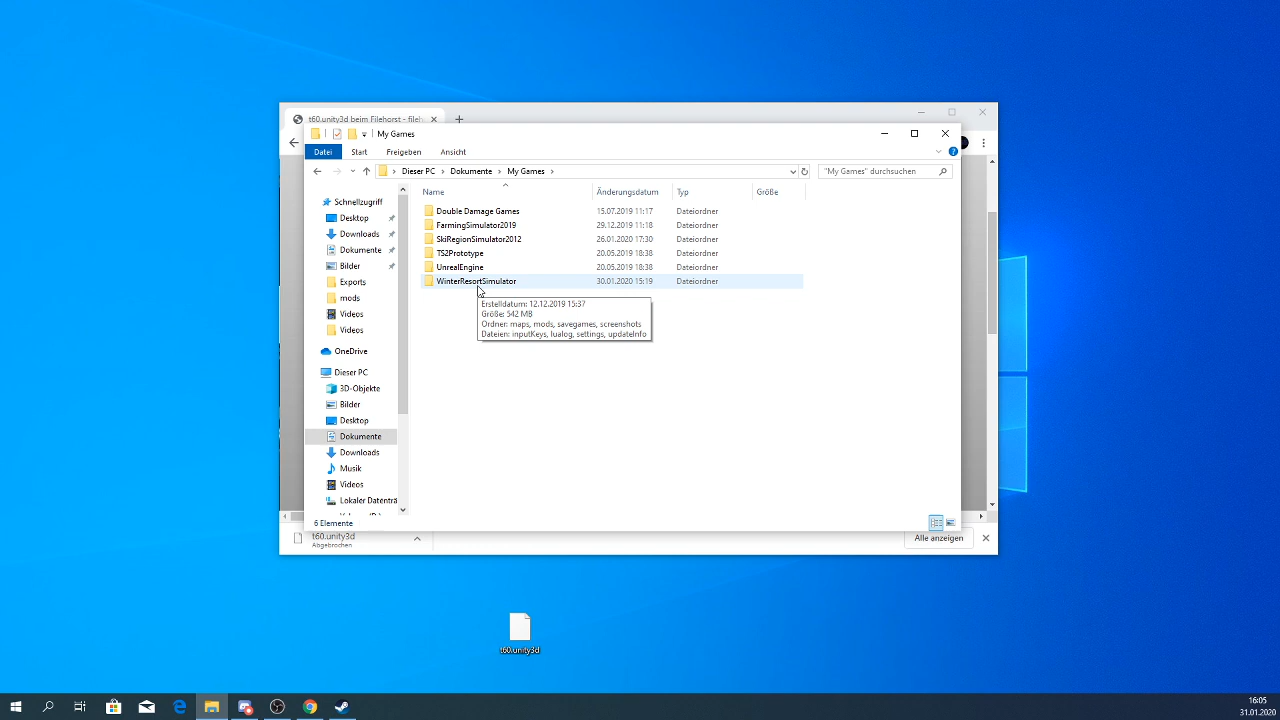 t60.unity3d beim Filehorst - fileh
My Games
Datei
Start
Freigeben
Ansicht
Dieser PC
Dokumente
My Games
"My Games" durchsuchen
Name
Änderungsdatum
Typ
Größe
Double Damage Games
15.07.2019 11:17
Dateiordner
FarmingSimulator2019
29.12.2019 11:18
Dateiordner
SkiRegionSimulator2012
26.01.2020 17:30
Dateiordner
TS2Prototype
20.05.2019 18:38
Dateiordner
UnrealEngine
20.05.2019 18:38
Dateiordner
WinterResortSimulator
30.01.2020 15:19
Dateiordner
Erstelldatum: 12.12.2019 15:37
Größe: 542 MB
Ordner: maps, mods, savegames, screenshots
Dateien: inputKeys, lualog, settings, updateInfo
Schnellzugriff
Desktop
Downloads
Dokumente
Bilder
Exports
mods
Videos
Videos
OneDrive
Dieser PC
3D-Objekte
Bilder
Desktop
Dokumente
Downloads
Musik
Videos
Lokaler Datenträ
6 Elemente
t60.unity3d
Abgebrochen
Alle anzeigen
t60.unity3d
16:05
31.01.2020